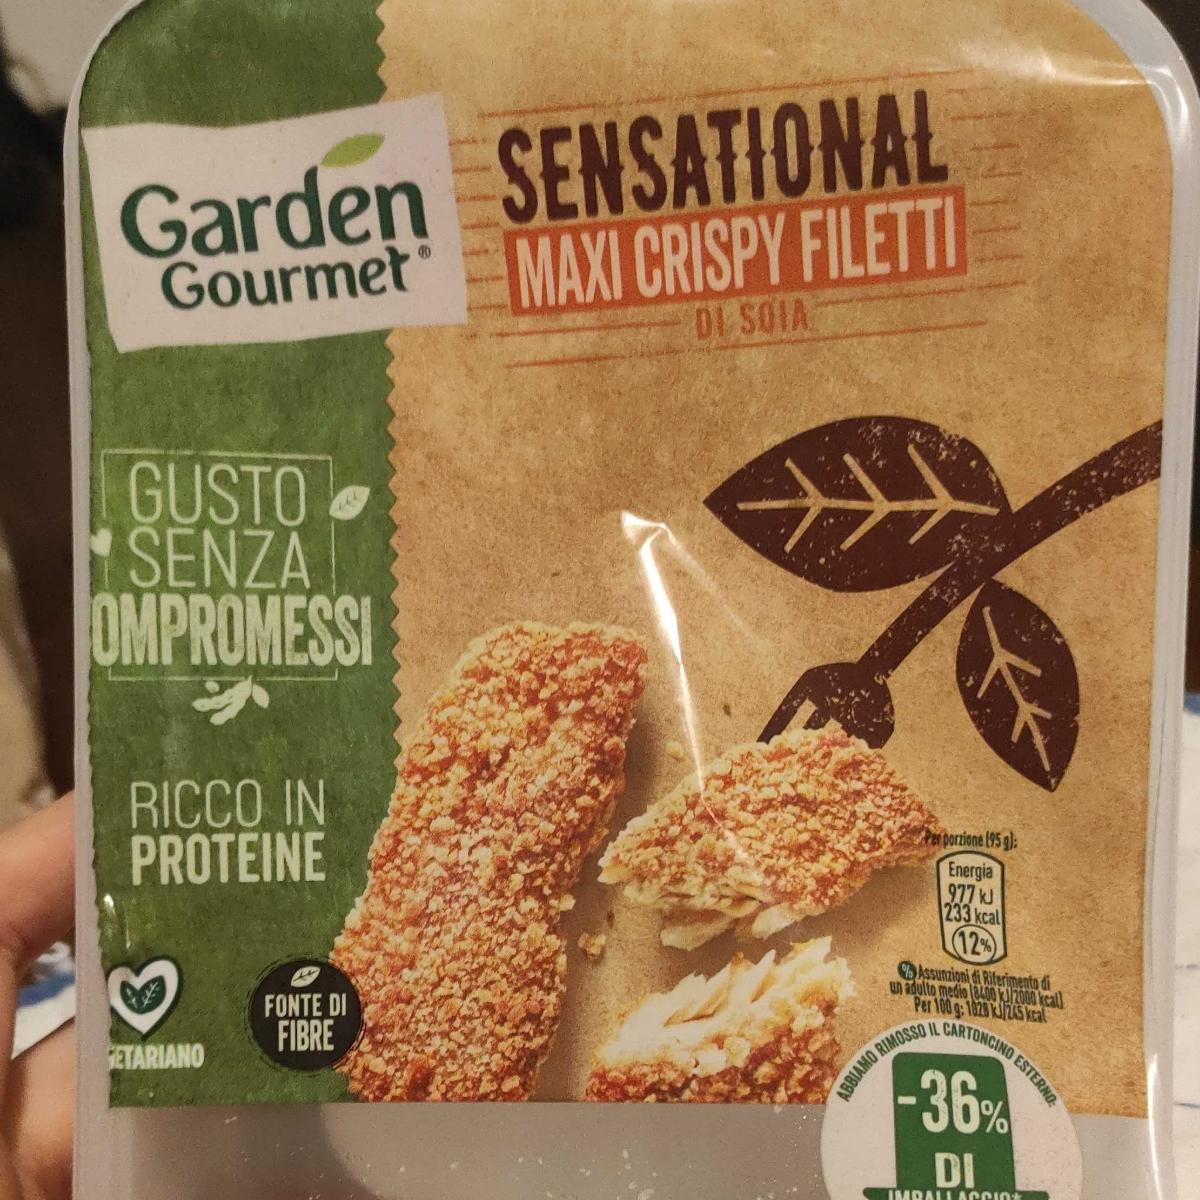 Garden
Gourmet®
SENSATIONAL
MAXI CRISPY FILETTI
DI SOIA
GUSTO
SENZA
OMPROMESSI
RICCO IN
PROTEINE
ETARIANO
FONTE DI
FIBRE
Per porzione (95 g):
Energia
977 kJ
233 kcal
12%
% Assunzioni di Riferimento di
un adulto medio (8400 kJ/2000 kcal)
Per 100 g: 1028 kJ/245 kcal
ABBIAMO RIMOSSO IL CARTONCINO ESTERNO:
-36%
DI
IMBALLAGGIO*